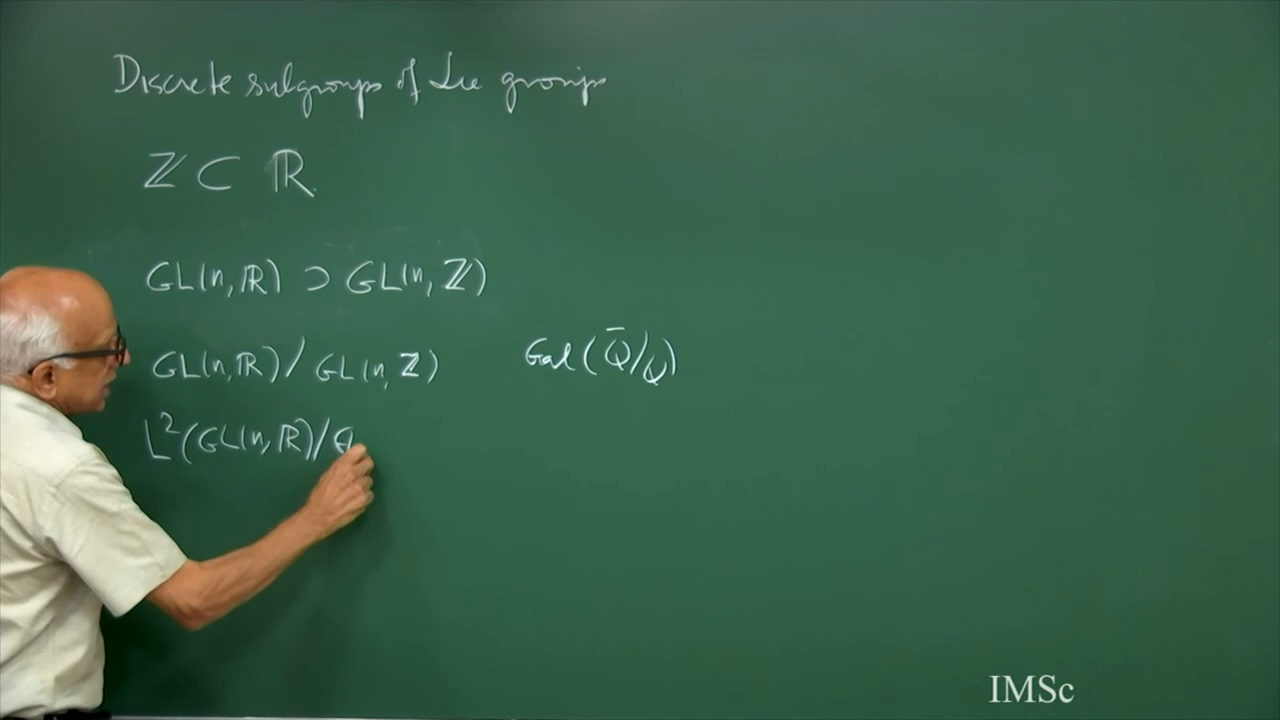 Discrete subgroups of Lie groups
ℤ ⊂ ℝ
GL(n, ℝ) ⊃ GL(n, ℤ)
GL(n, ℝ) / GL(n, ℤ) Gal(Q̄/Q)
L²(GL(n, ℝ)/G
IMSc